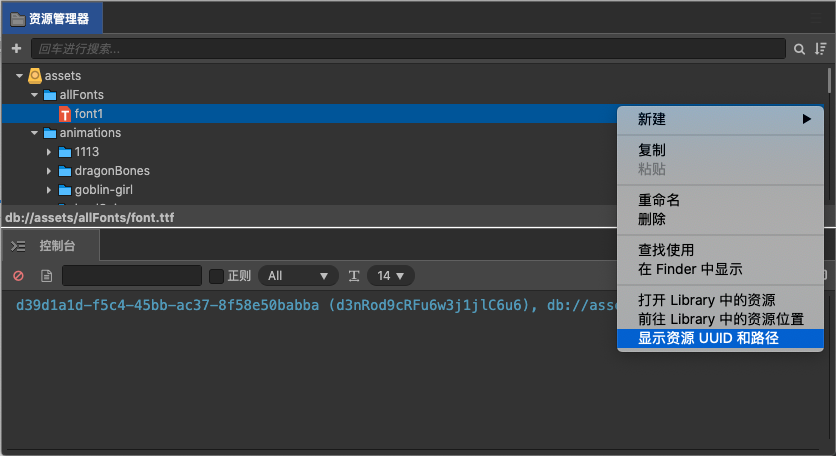 资源管理器
回车进行搜索...
assets
allFonts
font1
animations
1113
dragonBones
goblin-girl
db://assets/allFonts/font.ttf
控制台
正则
All
14
d39d1a1d-f5c4-45bb-ac37-8f58e50babba (d3nRod9cRFu6w3j1jlC6u6), db://asse
新建
复制
粘贴
重命名
删除
查找使用
在 Finder 中显示
打开 Library 中的资源
前往 Library 中的资源位置
显示资源 UUID 和路径